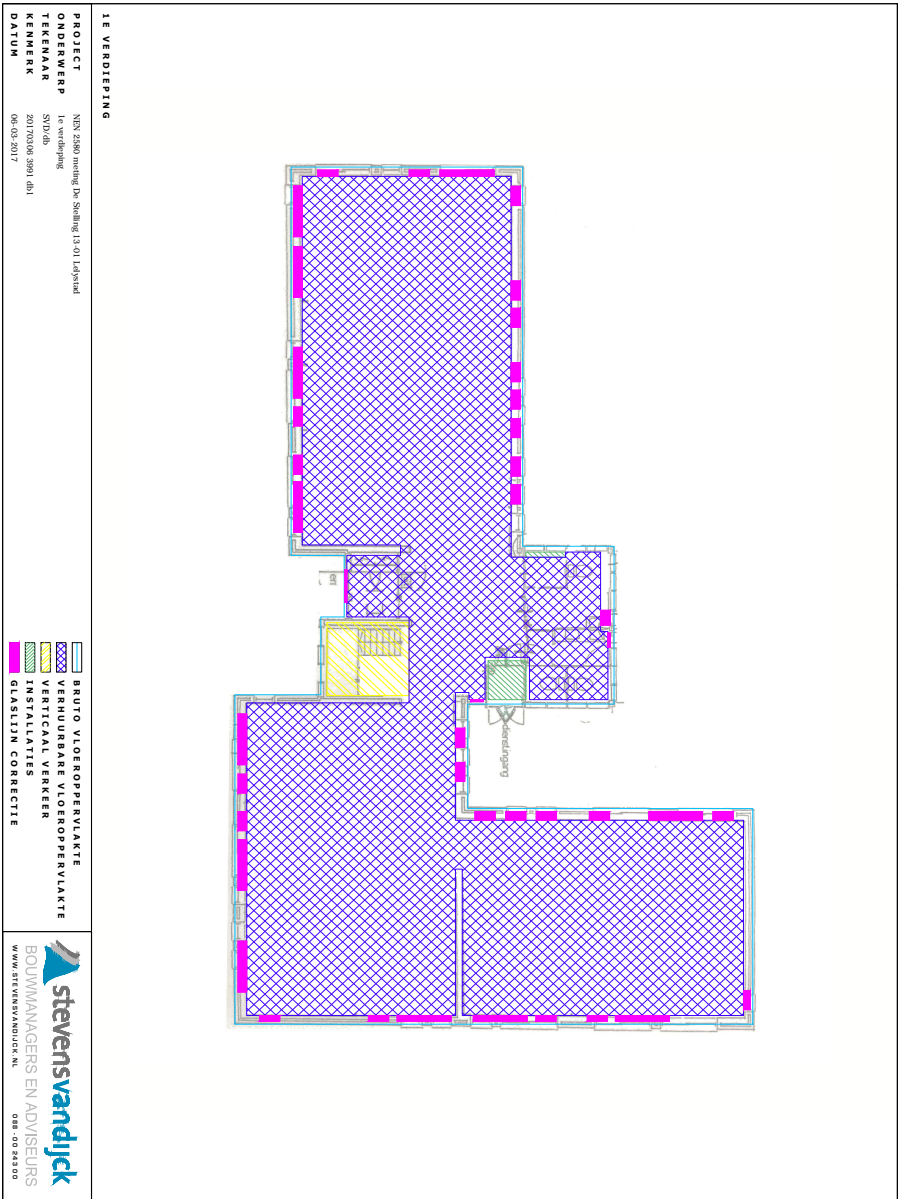 1E VERDIEPING
PROJECT NEN 2580 meting De Stelling 13-01 Lelystad
ONDERWERP 1e verdieping
TEKENAAR SVD/db
KENMERK 20170306 3991 db1
DATUM 06-03-2017
BRUTO VLOEROPPERVLAKTE
VERHUURBARE VLOEROPPERVLAKTE
VERTICAAL VERKEER
INSTALLATIES
GLASLIJN CORRECTIE
stevensvandijck
BOUWMANAGERS EN ADVISEURS
WWW.STEVENSVANDIJCK.NL 088-0024300